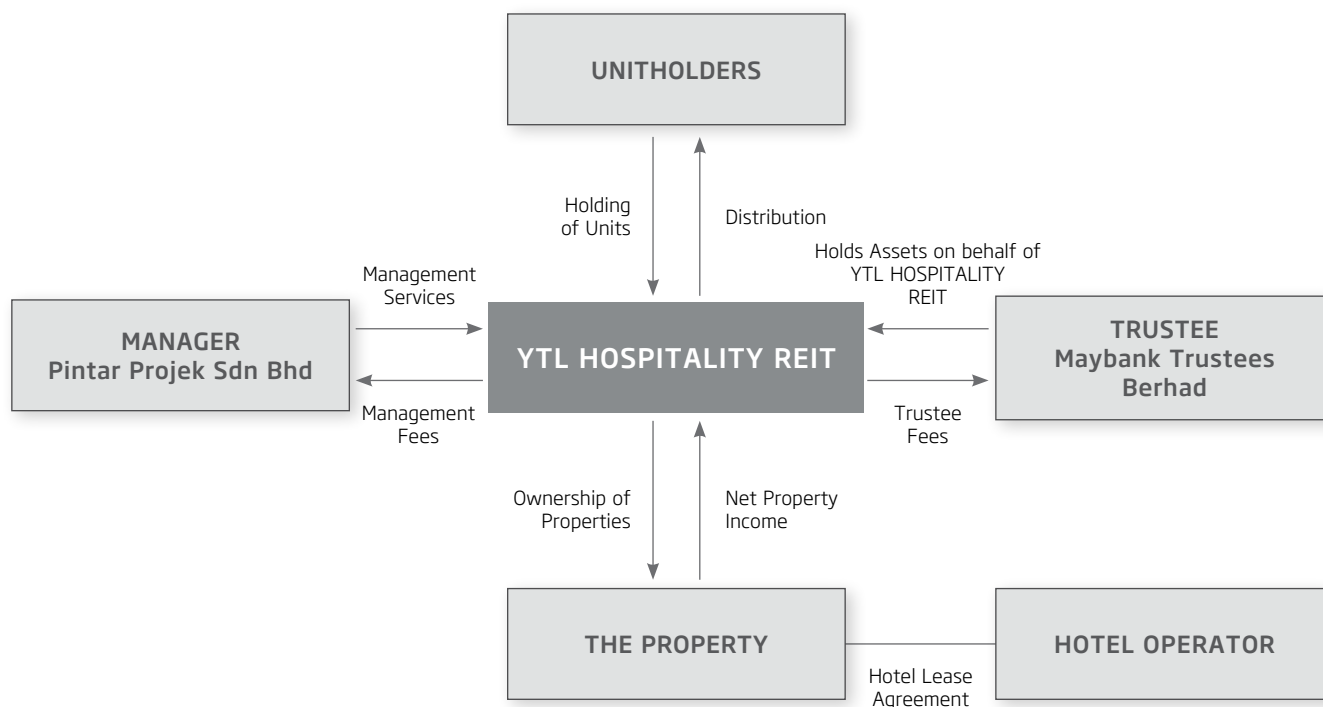 UNITHOLDERS
Holding
of Units
Distribution
Holds Assets on behalf of
YTL HOSPITALITY
REIT
Management
Services
MANAGER
Pintar Projek Sdn Bhd
YTL HOSPITALITY REIT
TRUSTEE
Maybank Trustees
Berhad
Management
Fees
Trustee
Fees
Ownership of
Properties
Net Property
Income
THE PROPERTY
HOTEL OPERATOR
Hotel Lease
Agreement